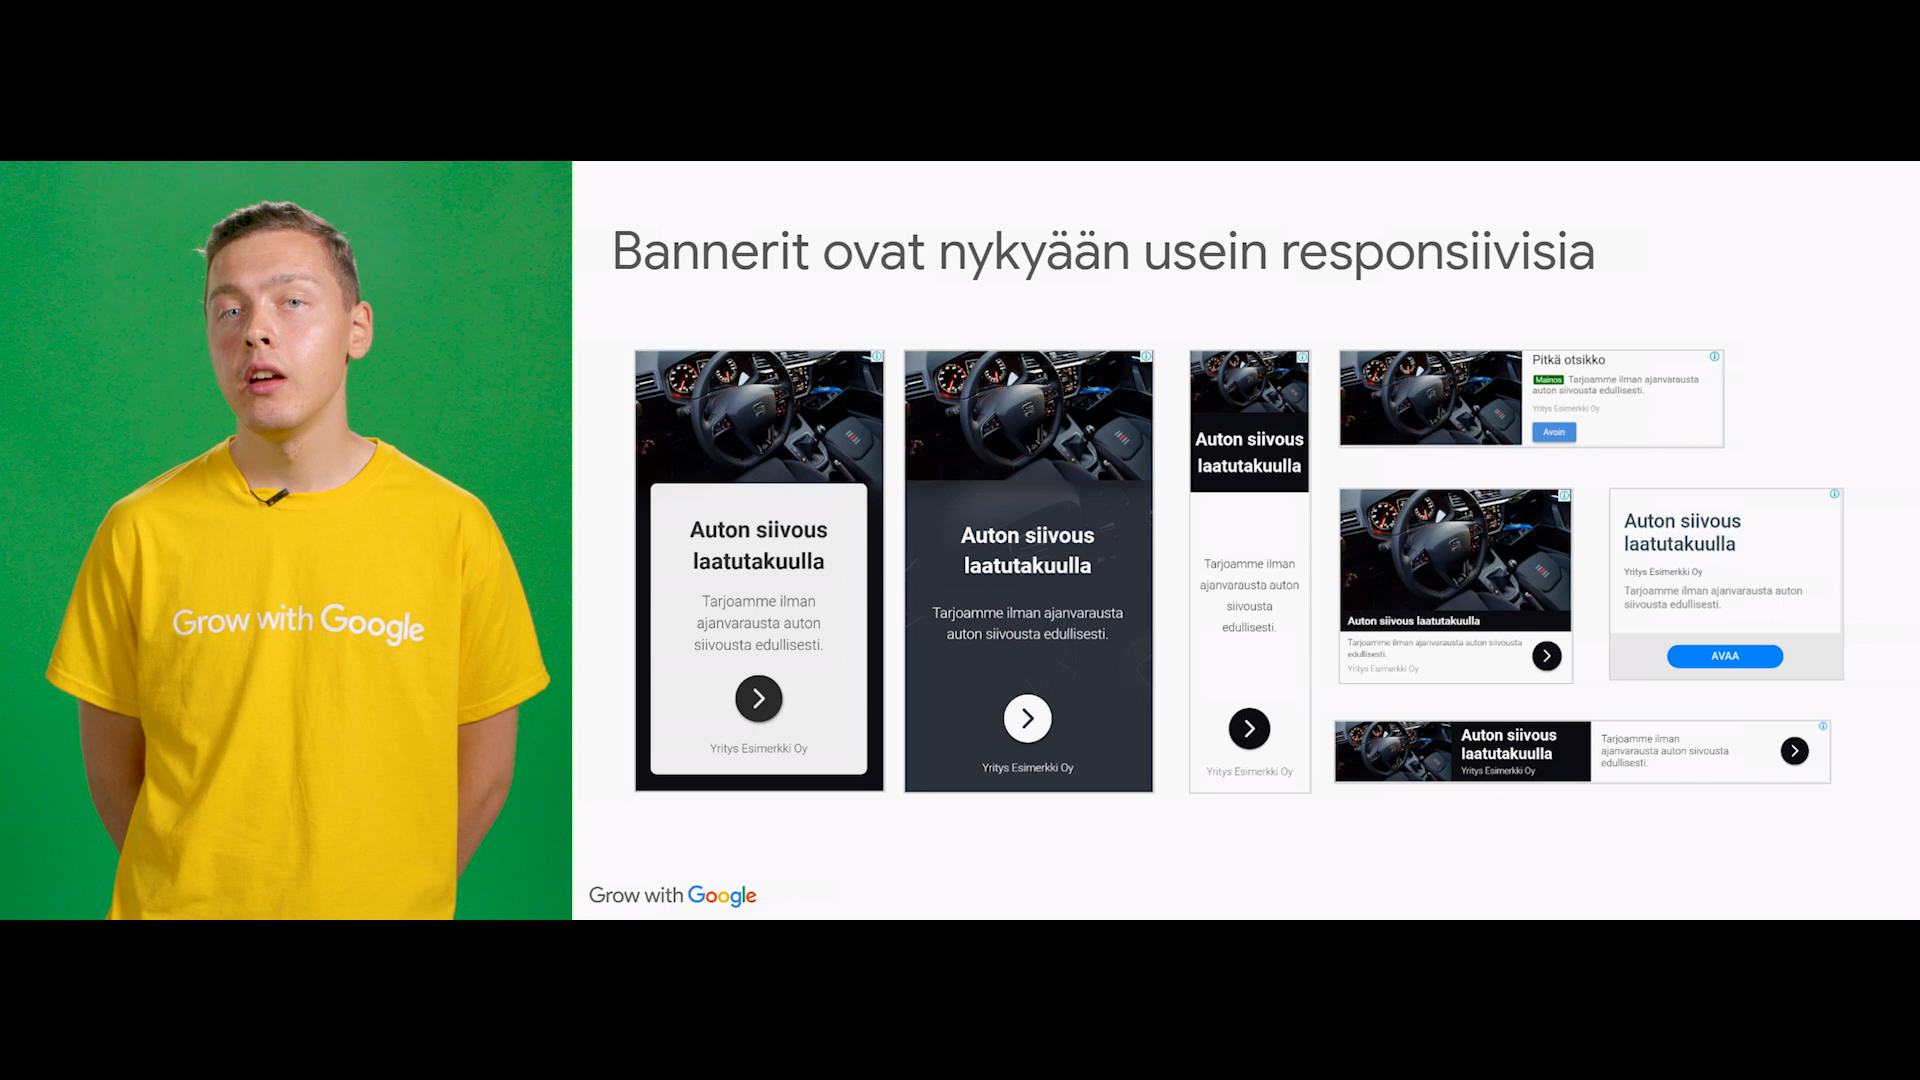 Bannerit ovat nykyään usein responsiivisia
Grow with Google
Auton siivous
laatutakuulla
Tarjoamme ilman
ajanvarausta auton
siivousta edullisesti.
Yritys Esimerkki Oy
Auton siivous
laatutakuulla
Tarjoamme ilman ajanvarausta
auton siivousta edullisesti.
Yritys Esimerkki Oy
Auton siivous
laatutakuulla
Tarjoamme ilman
ajanvarausta auton
siivousta
edullisesti.
Yritys Esimerkki Oy
Pitkä otsikko
Mainos Tarjoamme ilman ajanvarausta
auton siivousta edullisesti.
Yritys Esimerkki Oy
Avoin
Auton siivous laatutakuulla
Tarjoamme ilman ajanvarausta auton siivousta
edullisesti.
Yritys Esimerkki Oy
Auton siivous
laatutakuulla
Yritys Esimerkki Oy
Tarjoamme ilman ajanvarausta auton
siivousta edullisesti.
AVAA
Auton siivous
laatutakuulla
Yritys Esimerkki Oy
Tarjoamme ilman
ajanvarausta auton siivousta
edullisesti.
Grow with Google